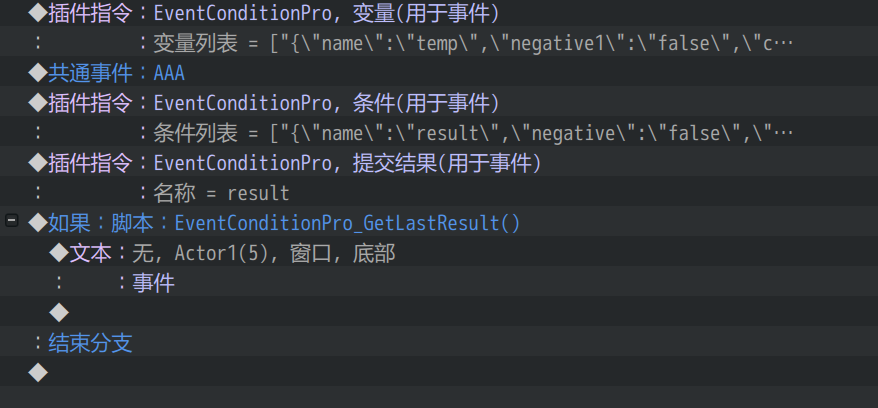 ◆插件指令：EventConditionPro, 变量(用于事件)
：　　　　：变量列表 = ["{\"name\":\"temp\",\"negative1\":\"false\",\"c…
◆共通事件：AAA
◆插件指令：EventConditionPro, 条件(用于事件)
：　　　　：条件列表 = ["{\"name\":\"result\",\"negative\":\"false\",\"…
◆插件指令：EventConditionPro, 提交结果(用于事件)
：　　　　：名称 = result
◆如果：脚本：EventConditionPro_GetLastResult()
◆文本：无, Actor1(5), 窗口, 底部
：　　：事件
◆
：结束分支
◆